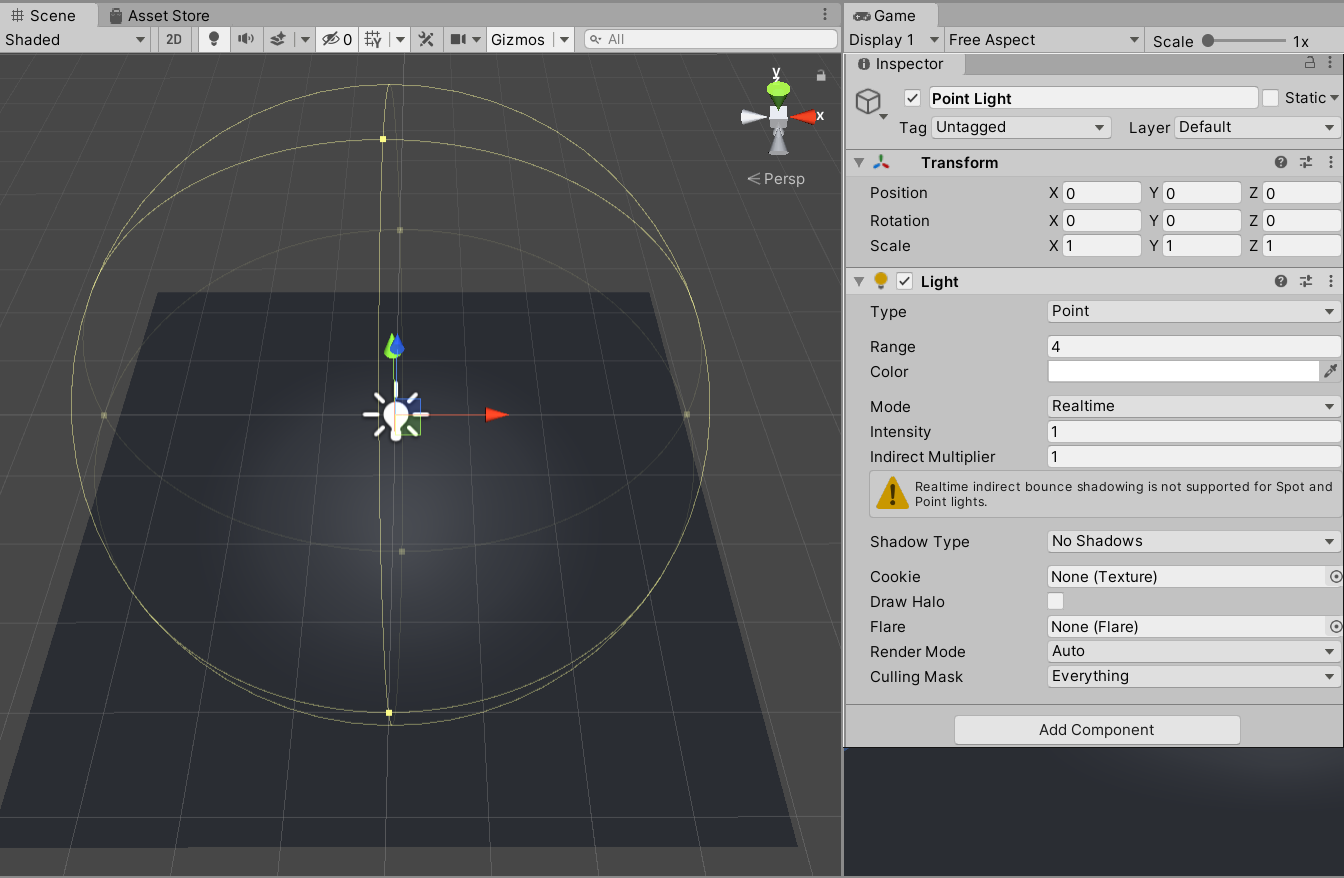 Scene Asset Store
Shaded 2D 0 Gizmos All
y
x
Persp
Game
Display 1 Free Aspect Scale 1x
Inspector
Point Light Static
Tag Untagged Layer Default
Transform
Position X 0 Y 0 Z 0
Rotation X 0 Y 0 Z 0
Scale X 1 Y 1 Z 1
Light
Type Point
Range 4
Color
Mode Realtime
Intensity 1
Indirect Multiplier 1
Realtime indirect bounce shadowing is not supported for Spot and
Point lights.
Shadow Type No Shadows
Cookie None (Texture)
Draw Halo
Flare None (Flare)
Render Mode Auto
Culling Mask Everything
Add Component